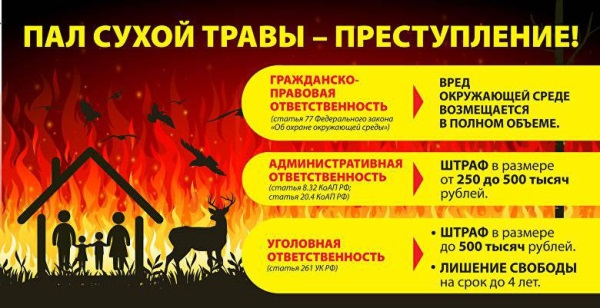 ПАЛ СУХОЙ ТРАВЫ – ПРЕСТУПЛЕНИЕ!
ГРАЖДАНСКО-
ПРАВОВАЯ
ОТВЕТСТВЕННОСТЬ
(статья 77 Федерального закона
«Об охране окружающей среды»)
ВРЕД
ОКРУЖАЮЩЕЙ СРЕДЕ
ВОЗМЕЩАЕТСЯ
В ПОЛНОМ ОБЪЕМЕ.
АДМИНИСТРАТИВНАЯ
ОТВЕТСТВЕННОСТЬ
(статья 8.32 КоАП РФ;
статья 20.4 КоАП РФ)
ШТРАФ в размере
от 250 до 500 тысяч
рублей.
УГОЛОВНАЯ
ОТВЕТСТВЕННОСТЬ
(статья 261 УК РФ)
• ШТРАФ в размере
до 500 тысяч рублей.
• ЛИШЕНИЕ СВОБОДЫ
на срок до 4 лет.